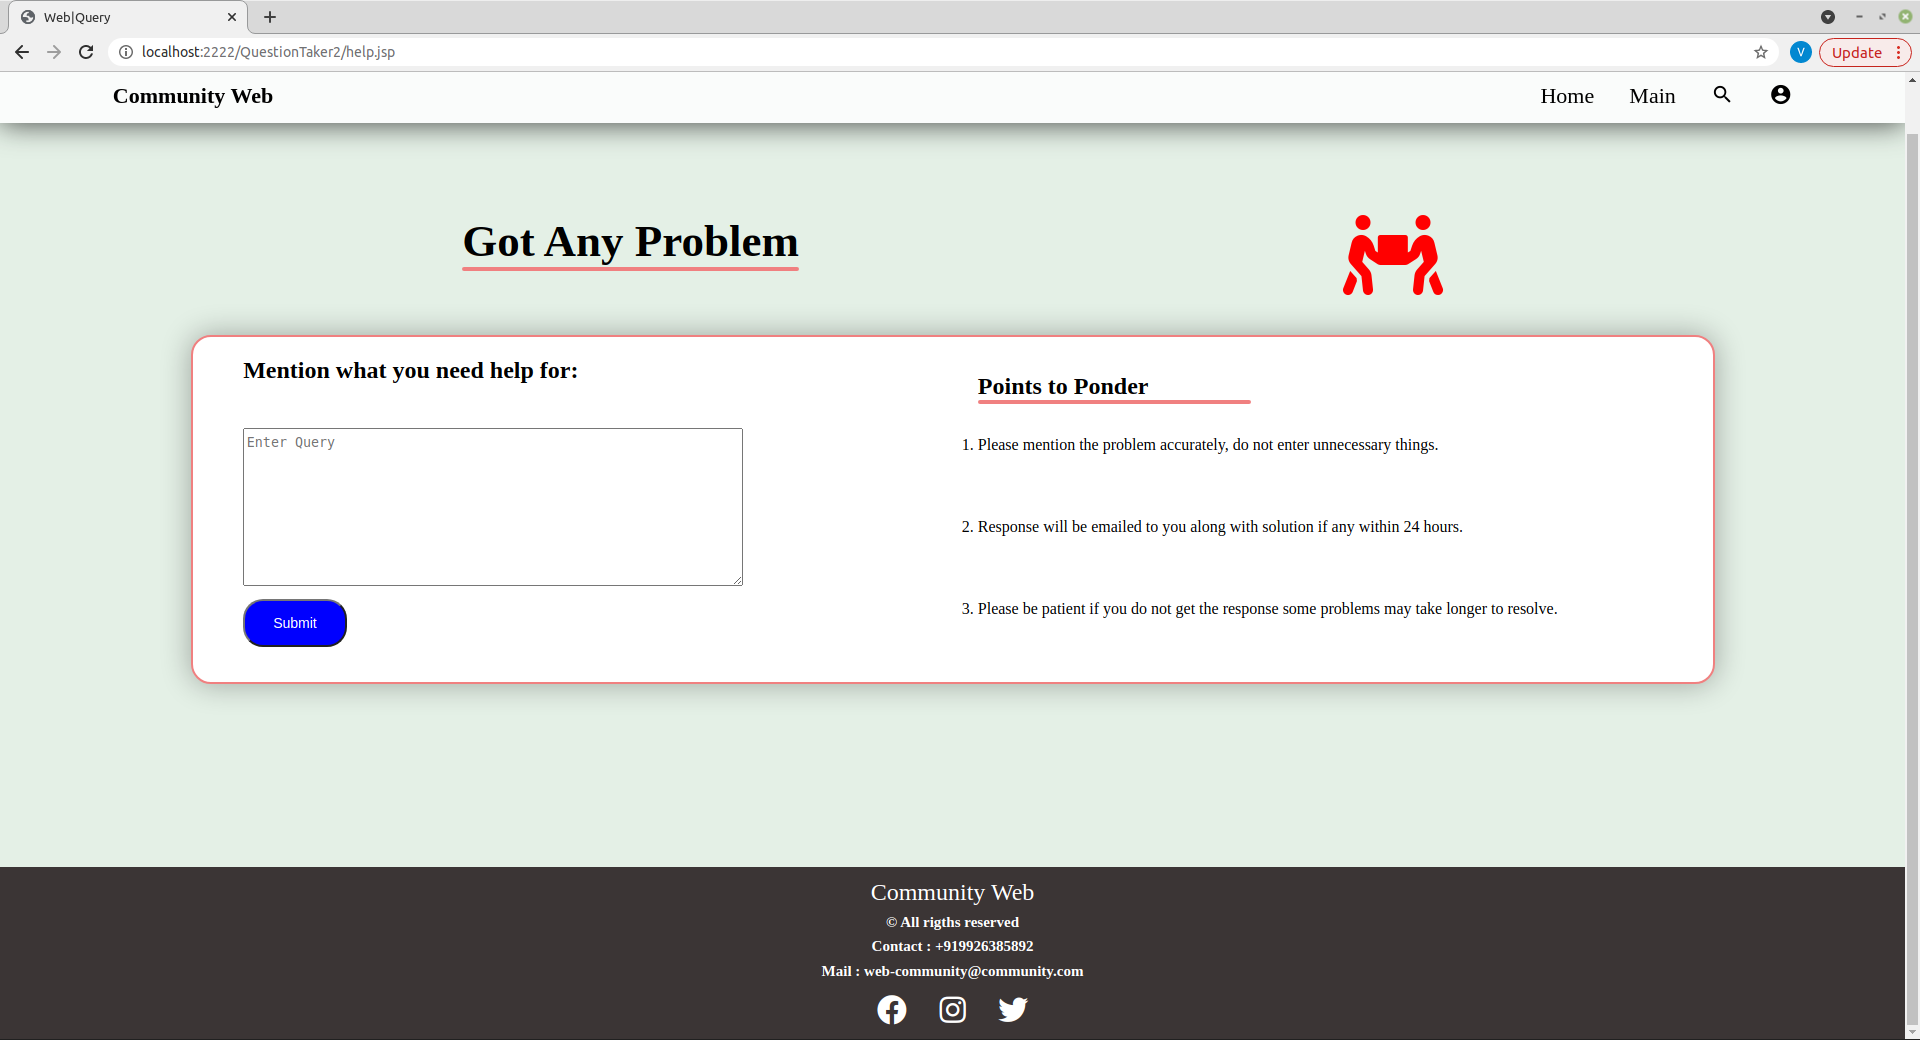 Web|Query
localhost:2222/QuestionTaker2/help.jsp
V
Update
Community Web
Home
Main
Got Any Problem
Mention what you need help for:
Enter Query
Submit
Points to Ponder
1. Please mention the problem accurately, do not enter unnecessary things.
2. Response will be emailed to you along with solution if any within 24 hours.
3. Please be patient if you do not get the response some problems may take longer to resolve.
Community Web
© All rigths reserved
Contact : +919926385892
Mail : web-community@community.com